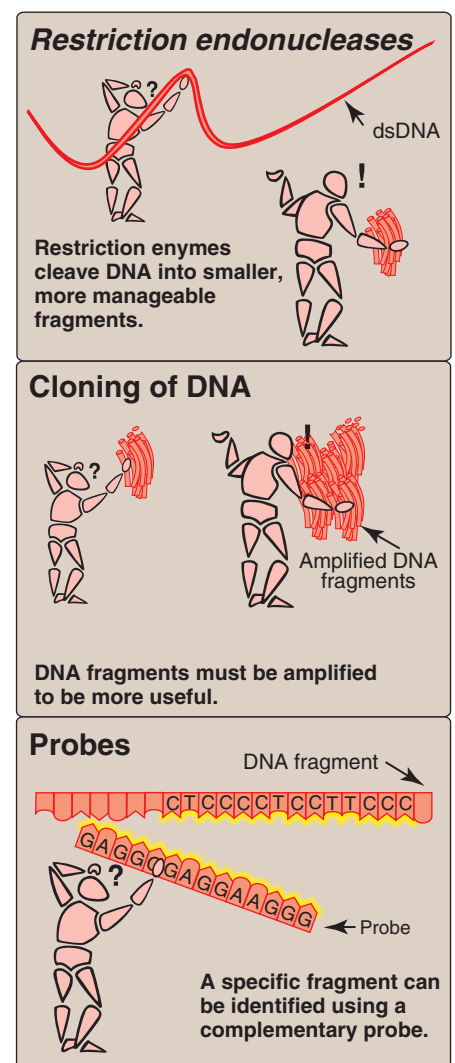 Restriction endonucleases
?
dsDNA
!
Restriction enymes
cleave DNA into smaller,
more manageable
fragments.
Cloning of DNA
?
!
Amplified DNA
fragments
DNA fragments must be amplified
to be more useful.
Probes
DNA fragment
CTCCCCTCCTTCCC
GAGGGGAGGAAGGG
?
Probe
A specific fragment can
be identified using a
complementary probe.